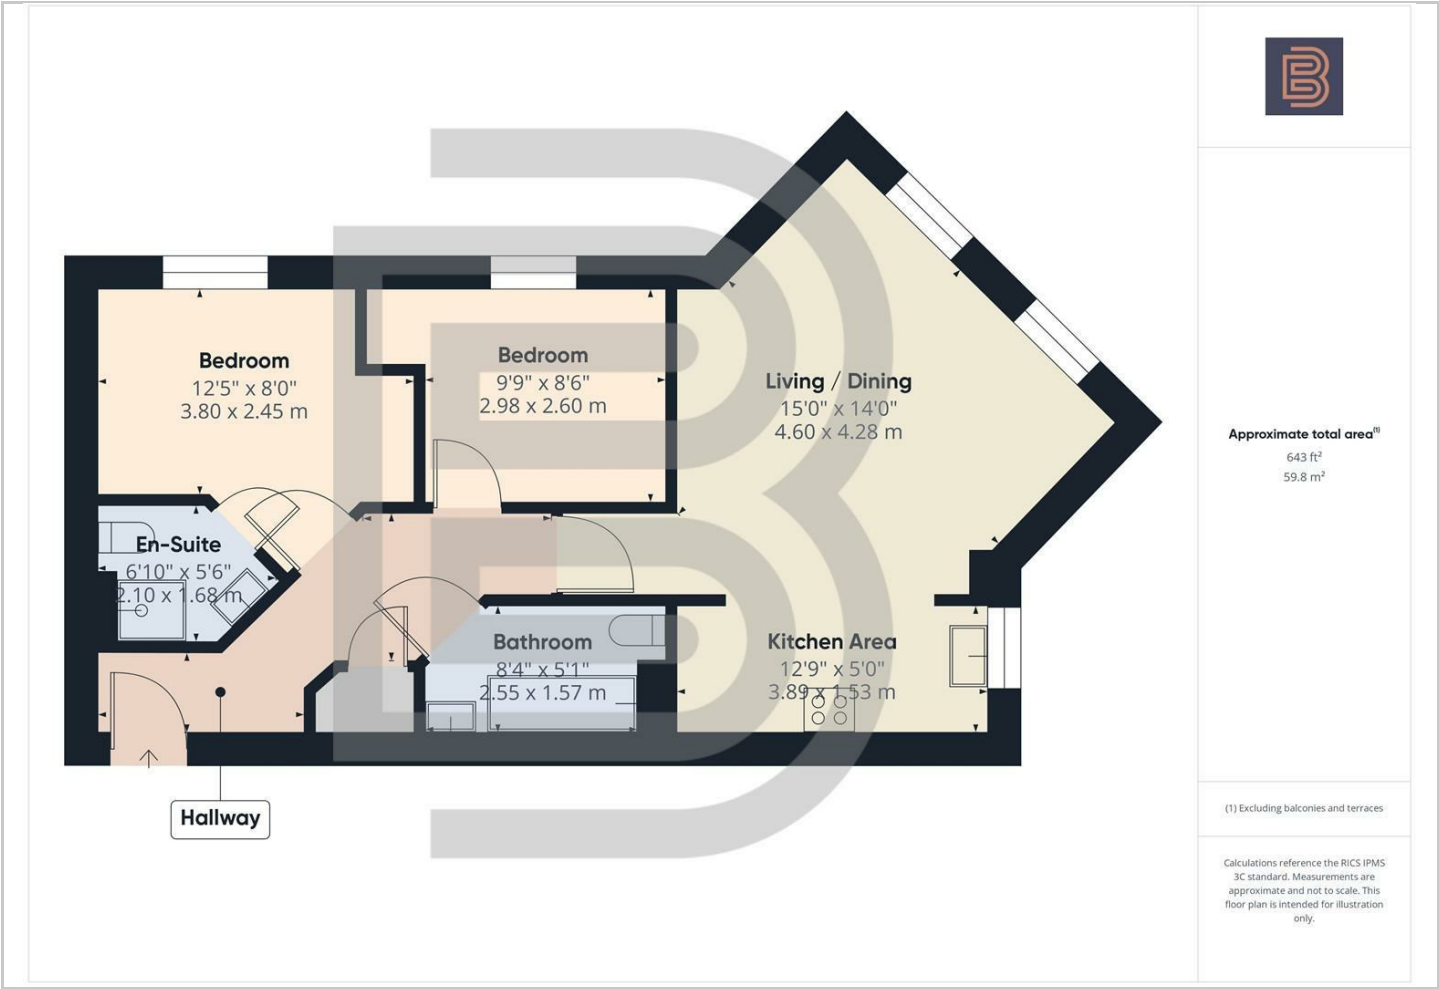 Bedroom
12'5" x 8'0"
3.80 x 2.45 m
Bedroom
9'9" x 8'6"
2.98 x 2.60 m
Living / Dining
15'0" x 14'0"
4.60 x 4.28 m
En-Suite
6'10" x 5'6"
2.10 x 1.68 m
Bathroom
8'4" x 5'1"
2.55 x 1.57 m
Kitchen Area
12'9" x 5'0"
3.89 x 1.53 m
Hallway
Approximate total area⁽¹⁾
643 ft²
59.8 m²
(1) Excluding balconies and terraces
Calculations reference the RICS IPMS
3C standard. Measurements are
approximate and not to scale. This
floor plan is intended for illustration
only.